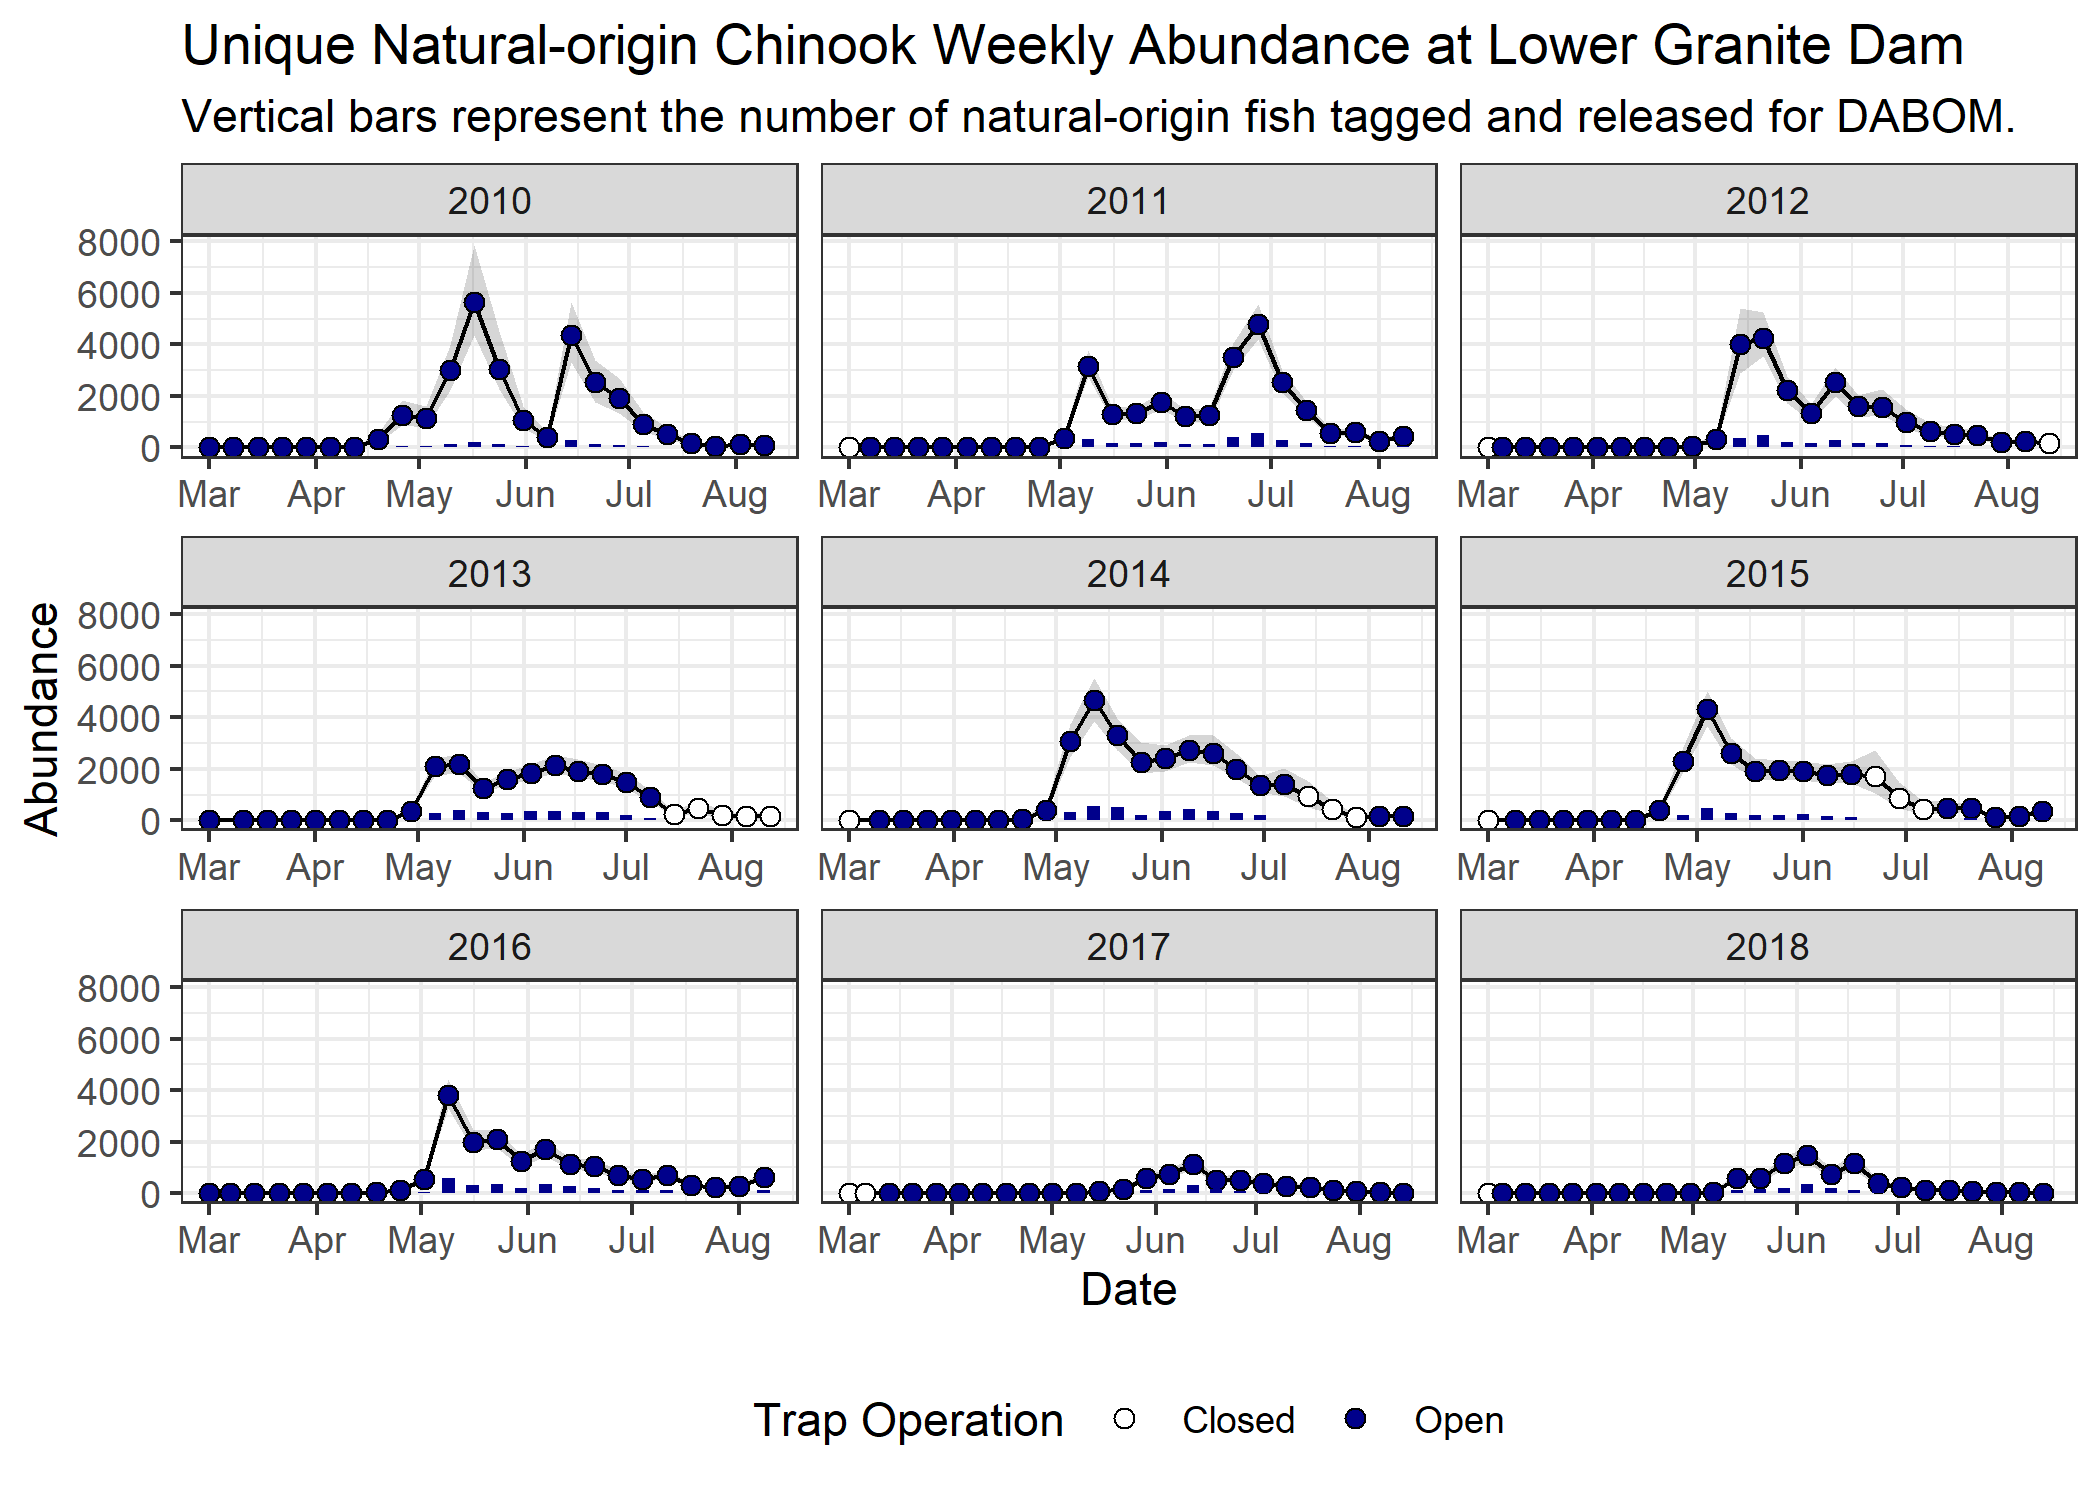 Unique Natural-origin Chinook Weekly Abundance at Lower Granite Dam
Vertical bars represent the number of natural-origin fish tagged and released for DABOM.
2010 2011 2012
8000
6000
4000
2000
0
Mar Apr May Jun Jul Aug Mar Apr May Jun Jul Aug Mar Apr May Jun Jul Aug
2013 2014 2015
Abundance
8000
6000
4000
2000
0
Mar Apr May Jun Jul Aug Mar Apr May Jun Jul Aug Mar Apr May Jun Jul Aug
2016 2017 2018
8000
6000
4000
2000
0
Mar Apr May Jun Jul Aug Mar Apr May Jun Jul Aug Mar Apr May Jun Jul Aug
Date
Trap Operation Closed Open